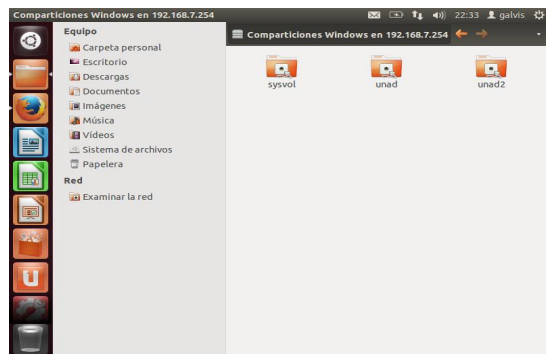 Comparticiones Windows en 192.168.7.254
22:33 galvis
Equipo
Carpeta personal
Escritorio
Descargas
Documentos
Imágenes
Música
Vídeos
Sistema de archivos
Papelera
Red
Examinar la red
Comparticiones Windows en 192.168.7.254
sysvol unad unad2